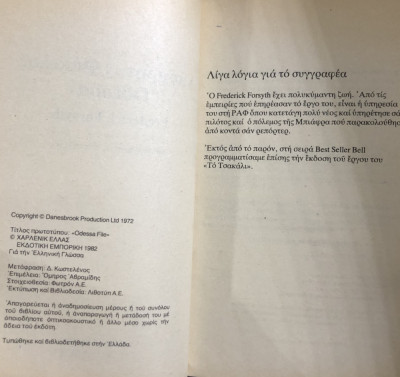 Copyright © Danesbrook Production Ltd 1972
Τίτλος πρωτοτύπου: «Odessa File»
© ΧΑΡΛΕΝΙΚ ΕΛΛΑΣ
ΕΚΔΟΤΙΚΗ ΕΜΠΟΡΙΚΗ 1982
Γιά τήν Ἑλληνική Γλώσσα
Μετάφραση: Δ. Κωστελένος
Ἐπιμέλεια: Ὅμηρος Ἀβραμίδης
Στοιχειοθεσία: Φωτρόν Α.Ε.
Ἐκτύπωση καί Βιβλιοδεσία: Λιθοτύπ Α.Ε.
Ἀπαγορεύεται ἡ ἀναδημοσίευση μέρους ἤ τοῦ συνόλου
τοῦ βιβλίου αὐτοῦ, ἡ ἀναπαραγωγή ἤ μετάδοση του μέ
ὁποιοδήποτε ὀπτικοακουστικό ἤ ἄλλο μέσο χωρίς τήν
ἄδεια τοῦ ἐκδότη.
Τυπώθηκε καί βιβλιοδετήθηκε στήν Ἑλλάδα.
Λίγα λόγια γιά τό συγγραφέα
Ὁ Frederick Forsyth ἔχει πολυκύμαντη ζωή. Ἀπό τίς
ἐμπειρίες πού ἐπηρέασαν τό ἔργο του, εἶναι ἡ ὑπηρεσία
του στή ΡΑΦ ὅπου κατετάγη πολύ νέος καί ὑπηρέτησε σάν
πιλότος καί ὁ πόλεμος τῆς Μπιάφρα πού παρακολούθησε
ἀπό κοντά σάν ρεπόρτερ.
Ἐκτός ἀπό τό παρόν, στή σειρά Best Seller Bell
προγραμματίσαμε ἐπίσης τήν ἔκδοση τοῦ ἔργου του
«Τό Τσακάλι».